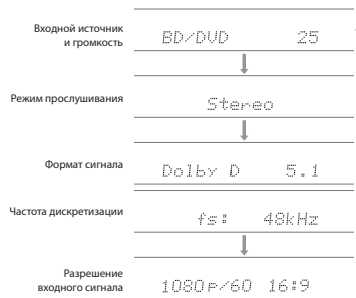 Входной источник
и громкость
BD/DVD 25
Режим прослушивания
Stereo
Формат сигнала
Dolby D 5.1
Частота дискретизации
fs: 48kHz
Разрешение
входного сигнала
1080p/60 16:9